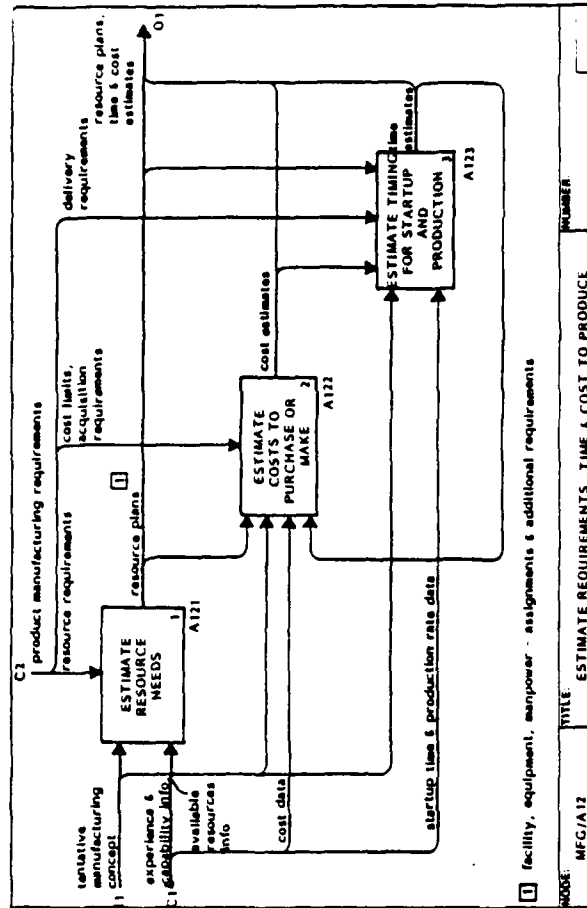 C2
product manufacturing requirements
resource requirements
cost limits,
acquisition
requirements
delivery
requirements
resource plans,
time & cost
estimates
O1
tentative
manufacturing
concept
I1
experience &
capability info
C1
available
resources
info
ESTIMATE
RESOURCE
NEEDS
1
A121
1
resource plans
ESTIMATE
COSTS TO
PURCHASE OR
MAKE
2
A122
cost data
cost estimates
ESTIMATE TIMING
FOR STARTUP
AND
PRODUCTION
3
A123
time
estimates
startup time & production rate data
1 facility, equipment, manpower - assignments & additional requirements
NODE: MFG/A12
TITLE: ESTIMATE REQUIREMENTS, TIME & COST TO PRODUCE
NUMBER: